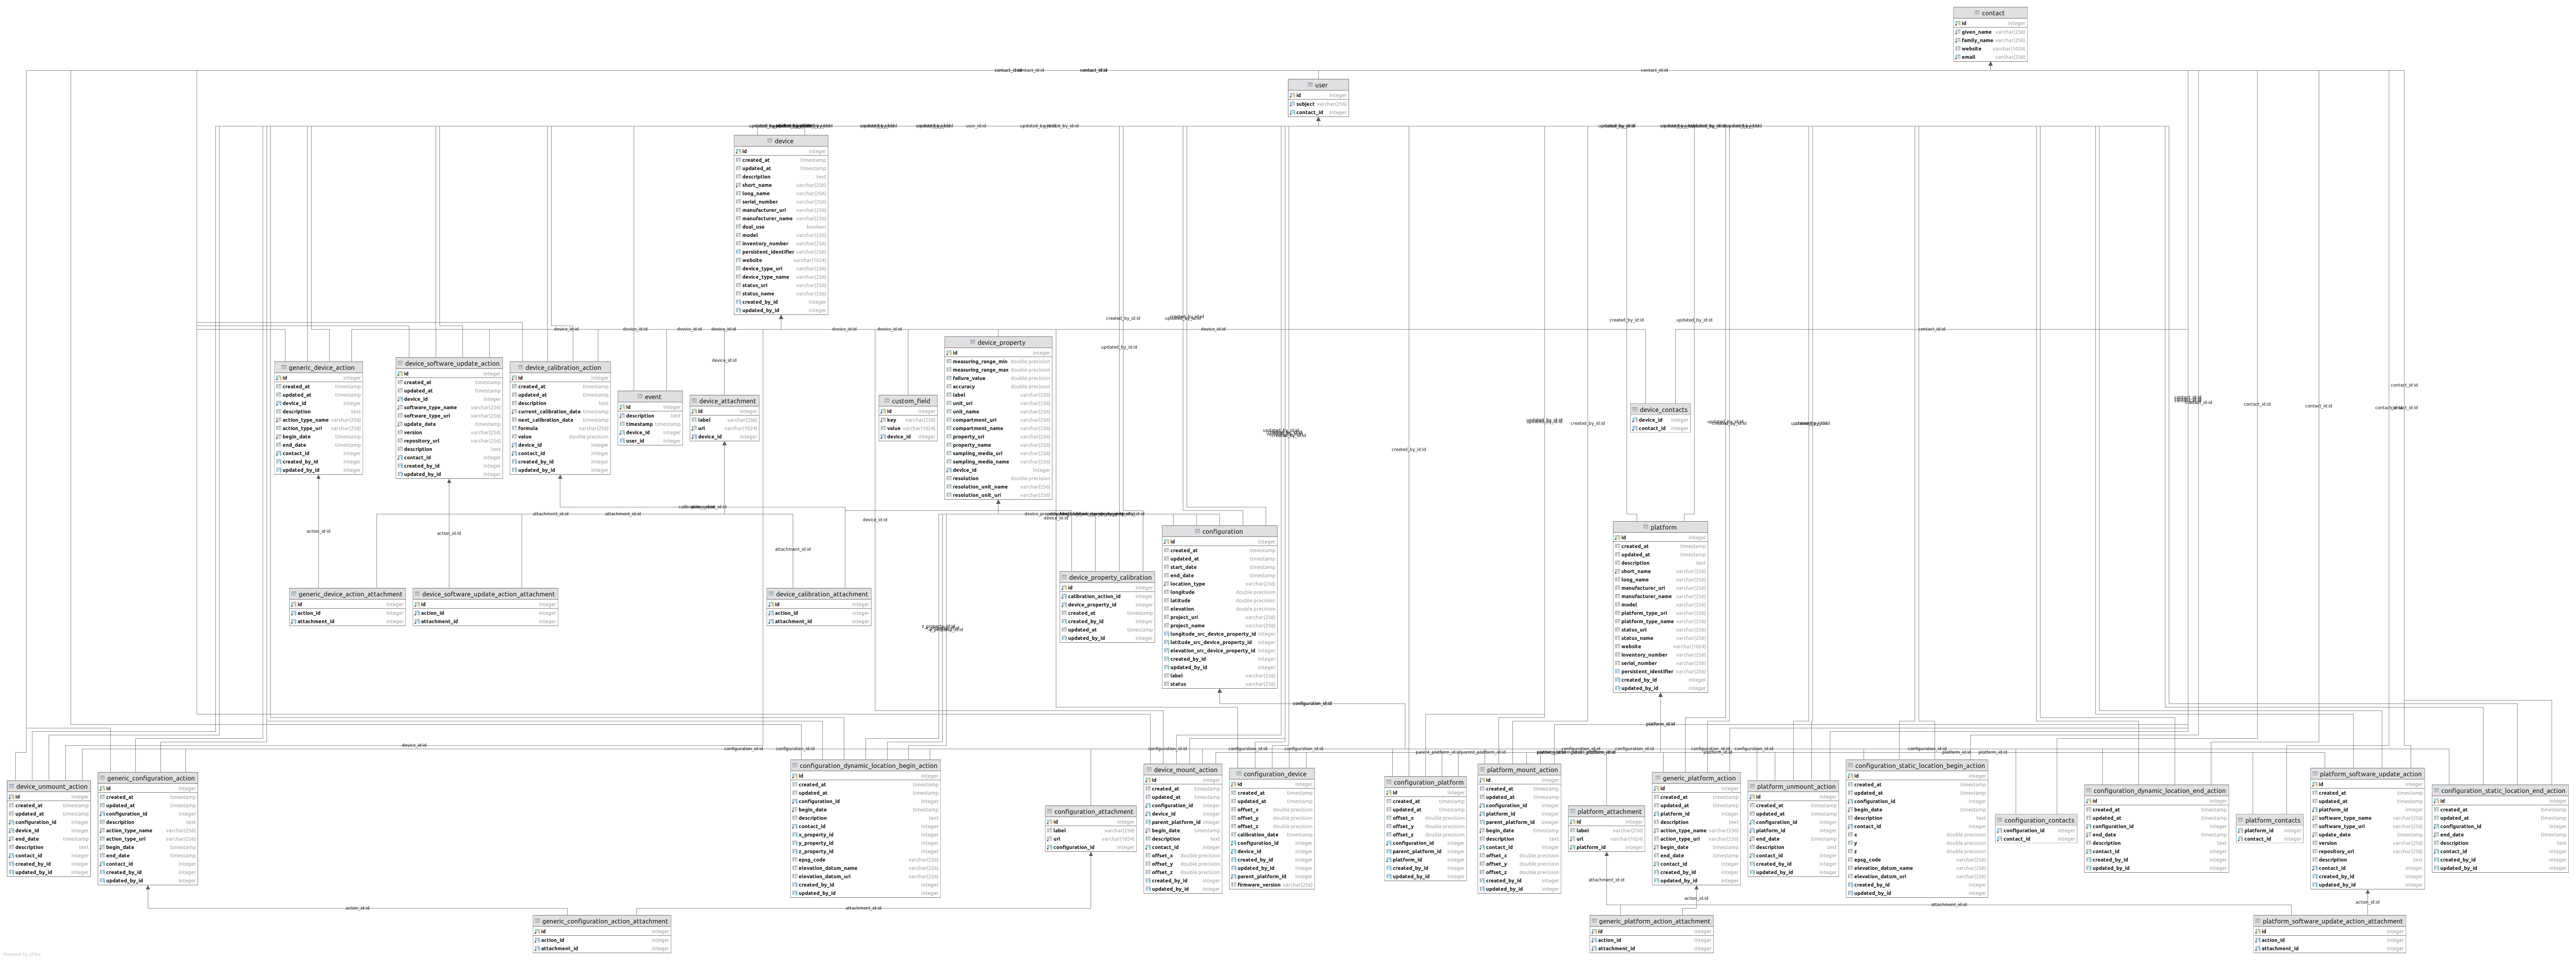 contact
id integer
given_name varchar(256)
family_name varchar(256)
website varchar(1024)
email varchar(256)
contact_id:id
user
id integer
subject varchar(256)
contact_id integer
user_id:id
updated_by_id:id
device
id integer
created_at timestamp
updated_at timestamp
description text
short_name varchar(256)
long_name varchar(256)
serial_number varchar(256)
manufacturer_uri varchar(256)
manufacturer_name varchar(256)
dual_use boolean
model varchar(256)
inventory_number varchar(256)
persistent_identifier varchar(256)
website varchar(1024)
device_type_uri varchar(256)
device_type_name varchar(256)
status_uri varchar(256)
status_name varchar(256)
created_by_id integer
updated_by_id integer
created_by_id:id
updated_by_id:id
device_id:id
contact_id:id
generic_device_action
id integer
created_at timestamp
updated_at timestamp
device_id integer
description text
action_type_name varchar(256)
action_type_uri varchar(256)
begin_date timestamp
end_date timestamp
contact_id integer
created_by_id integer
updated_by_id integer
device_software_update_action
id integer
created_at timestamp
updated_at timestamp
device_id integer
software_type_name varchar(256)
software_type_uri varchar(256)
update_date timestamp
version varchar(256)
repository_url varchar(256)
description text
contact_id integer
created_by_id integer
updated_by_id integer
device_calibration_action
id integer
created_at timestamp
updated_at timestamp
description text
current_calibration_date timestamp
next_calibration_date timestamp
formula varchar(256)
value double precision
device_id integer
contact_id integer
created_by_id integer
updated_by_id integer
event
id integer
description text
timestamp timestamp
device_id integer
user_id integer
device_attachment
id integer
label varchar(256)
url varchar(1024)
device_id integer
custom_field
id integer
key varchar(256)
value varchar(1024)
device_id integer
device_property
id integer
measuring_range_min double precision
measuring_range_max double precision
failure_value double precision
accuracy double precision
label varchar(256)
unit_uri varchar(256)
unit_name varchar(256)
compartment_uri varchar(256)
compartment_name varchar(256)
property_uri varchar(256)
property_name varchar(256)
sampling_media_uri varchar(256)
sampling_media_name varchar(256)
device_id integer
resolution double precision
resolution_unit_name varchar(256)
resolution_unit_uri varchar(256)
device_contacts
device_id integer
contact_id integer
action_id:id
attachment_id:id
device_id:id
configuration
id integer
created_at timestamp
updated_at timestamp
start_date timestamp
end_date timestamp
location_type varchar(256)
longitude double precision
latitude double precision
elevation double precision
project_uri varchar(256)
project_name varchar(256)
longitude_src_device_property_id integer
latitude_src_device_property_id integer
elevation_src_device_property_id integer
created_by_id integer
updated_by_id integer
label varchar(256)
status varchar(256)
platform
id integer
created_at timestamp
updated_at timestamp
description text
short_name varchar(256)
long_name varchar(256)
manufacturer_uri varchar(256)
manufacturer_name varchar(256)
model varchar(256)
platform_type_uri varchar(256)
platform_type_name varchar(256)
status_uri varchar(256)
status_name varchar(256)
website varchar(1024)
inventory_number varchar(256)
serial_number varchar(256)
persistent_identifier varchar(256)
created_by_id integer
updated_by_id integer
device_property_calibration
id integer
calibration_action_id integer
device_property_id integer
created_at timestamp
created_by_id integer
updated_at timestamp
updated_by_id integer
generic_device_action_attachment
id integer
action_id integer
attachment_id integer
device_software_update_action_attachment
id integer
action_id integer
attachment_id integer
device_calibration_attachment
id integer
action_id integer
attachment_id integer
configuration_id:id
platform_id:id
device_id:id
device_unmount_action
id integer
created_at timestamp
updated_at timestamp
configuration_id integer
device_id integer
end_date timestamp
description text
contact_id integer
created_by_id integer
updated_by_id integer
generic_configuration_action
id integer
created_at timestamp
updated_at timestamp
configuration_id integer
description text
action_type_name varchar(256)
action_type_uri varchar(256)
begin_date timestamp
end_date timestamp
contact_id integer
created_by_id integer
updated_by_id integer
configuration_dynamic_location_begin_action
id integer
created_at timestamp
updated_at timestamp
configuration_id integer
begin_date timestamp
description text
contact_id integer
x_property_id integer
y_property_id integer
z_property_id integer
epsg_code varchar(256)
elevation_datum_name varchar(256)
elevation_datum_uri varchar(256)
created_by_id integer
updated_by_id integer
configuration_attachment
id integer
label varchar(256)
url varchar(1024)
configuration_id integer
device_mount_action
id integer
created_at timestamp
updated_at timestamp
configuration_id integer
device_id integer
parent_platform_id integer
begin_date timestamp
description text
contact_id integer
offset_x double precision
offset_y double precision
offset_z double precision
created_by_id integer
updated_by_id integer
configuration_device
id integer
created_at timestamp
updated_at timestamp
offset_x double precision
offset_y double precision
offset_z double precision
calibration_date timestamp
configuration_id integer
device_id integer
created_by_id integer
updated_by_id integer
parent_platform_id integer
firmware_version varchar(256)
configuration_platform
id integer
created_at timestamp
updated_at timestamp
offset_x double precision
offset_y double precision
offset_z double precision
configuration_id integer
parent_platform_id integer
platform_id integer
created_by_id integer
updated_by_id integer
platform_mount_action
id integer
created_at timestamp
updated_at timestamp
configuration_id integer
platform_id integer
parent_platform_id integer
begin_date timestamp
description text
contact_id integer
offset_x double precision
offset_y double precision
offset_z double precision
created_by_id integer
updated_by_id integer
platform_attachment
id integer
label varchar(256)
url varchar(1024)
platform_id integer
generic_platform_action
id integer
created_at timestamp
updated_at timestamp
platform_id integer
description text
action_type_name varchar(256)
action_type_uri varchar(256)
begin_date timestamp
end_date timestamp
contact_id integer
created_by_id integer
updated_by_id integer
platform_unmount_action
id integer
created_at timestamp
updated_at timestamp
configuration_id integer
platform_id integer
end_date timestamp
description text
contact_id integer
created_by_id integer
updated_by_id integer
configuration_static_location_begin_action
id integer
created_at timestamp
updated_at timestamp
configuration_id integer
begin_date timestamp
description text
contact_id integer
x double precision
y double precision
z double precision
epsg_code varchar(256)
elevation_datum_name varchar(256)
elevation_datum_uri varchar(256)
created_by_id integer
updated_by_id integer
configuration_contacts
configuration_id integer
contact_id integer
configuration_dynamic_location_end_action
id integer
created_at timestamp
updated_at timestamp
configuration_id integer
end_date timestamp
description text
contact_id integer
created_by_id integer
updated_by_id integer
platform_contacts
platform_id integer
contact_id integer
platform_software_update_action
id integer
created_at timestamp
updated_at timestamp
platform_id integer
software_type_name varchar(256)
software_type_uri varchar(256)
update_date timestamp
version varchar(256)
repository_url varchar(256)
description text
contact_id integer
created_by_id integer
updated_by_id integer
configuration_static_location_end_action
id integer
created_at timestamp
updated_at timestamp
configuration_id integer
end_date timestamp
description text
contact_id integer
created_by_id integer
updated_by_id integer
action_id:id
attachment_id:id
generic_configuration_action_attachment
id integer
action_id integer
attachment_id integer
generic_platform_action_attachment
id integer
action_id integer
attachment_id integer
platform_software_update_action_attachment
id integer
action_id integer
attachment_id integer
Powered by yFiles